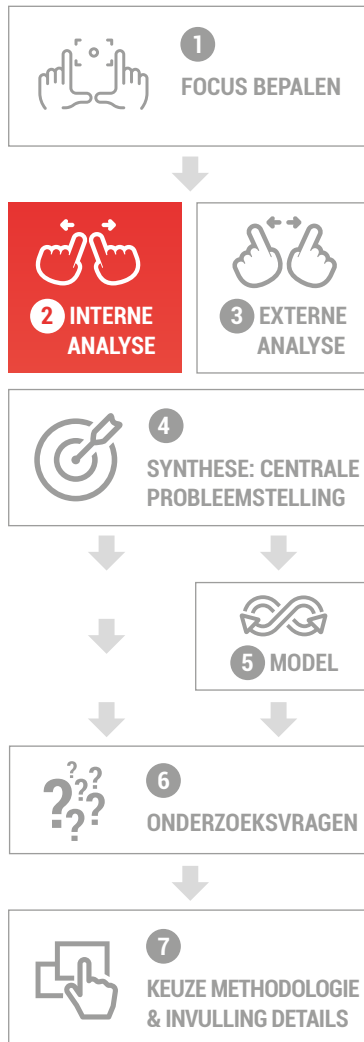 1
FOCUS BEPALEN
2 INTERNE
ANALYSE
3 EXTERNE
ANALYSE
4
SYNTHESE: CENTRALE
PROBLEEMSTELLING
5 MODEL
???
??
?
6
ONDERZOEKSVRAGEN
7
KEUZE METHODOLOGIE
& INVULLING DETAILS